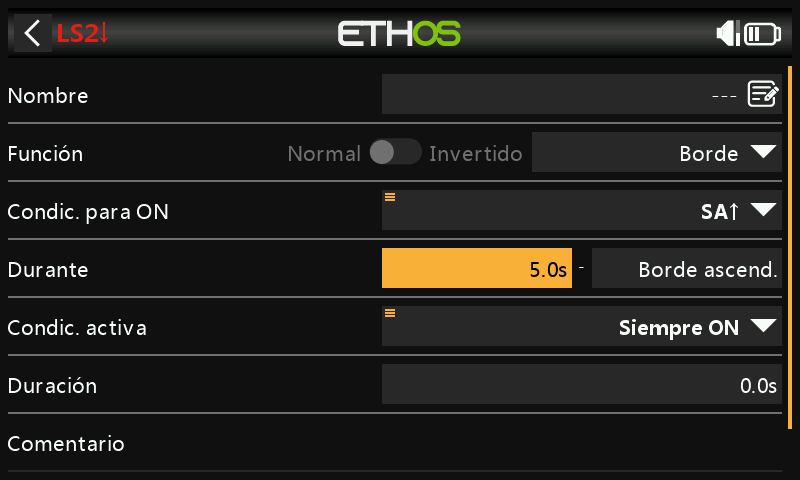 LS2↓ ETHOS
Nombre ---
Función Normal Invertido Borde
Condic. para ON SA↑
Durante 5.0s - Borde ascend.
Condic. activa Siempre ON
Duración 0.0s
Comentario